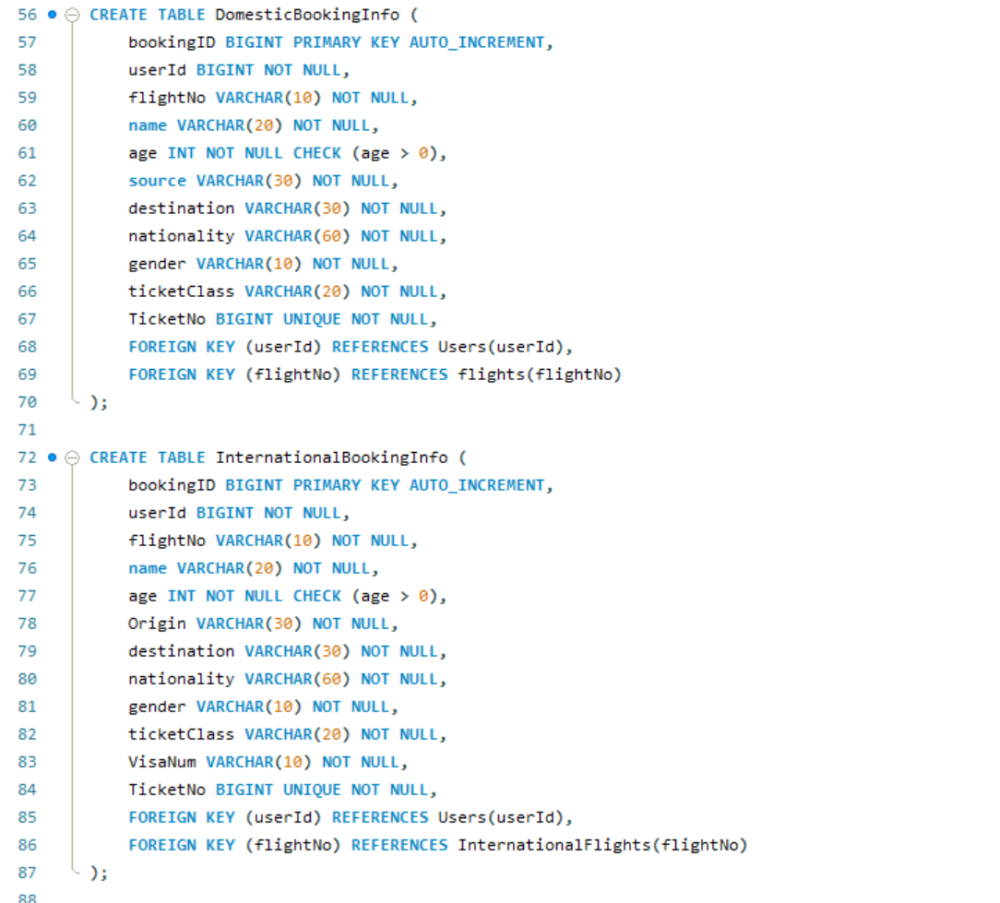 56 CREATE TABLE DomesticBookingInfo (
57 bookingID BIGINT PRIMARY KEY AUTO_INCREMENT,
58 userId BIGINT NOT NULL,
59 flightNo VARCHAR(10) NOT NULL,
60 name VARCHAR(20) NOT NULL,
61 age INT NOT NULL CHECK (age > 0),
62 source VARCHAR(30) NOT NULL,
63 destination VARCHAR(30) NOT NULL,
64 nationality VARCHAR(60) NOT NULL,
65 gender VARCHAR(10) NOT NULL,
66 ticketClass VARCHAR(20) NOT NULL,
67 TicketNo BIGINT UNIQUE NOT NULL,
68 FOREIGN KEY (userId) REFERENCES Users(userId),
69 FOREIGN KEY (flightNo) REFERENCES flights(flightNo)
70 );
71
72 CREATE TABLE InternationalBookingInfo (
73 bookingID BIGINT PRIMARY KEY AUTO_INCREMENT,
74 userId BIGINT NOT NULL,
75 flightNo VARCHAR(10) NOT NULL,
76 name VARCHAR(20) NOT NULL,
77 age INT NOT NULL CHECK (age > 0),
78 Origin VARCHAR(30) NOT NULL,
79 destination VARCHAR(30) NOT NULL,
80 nationality VARCHAR(60) NOT NULL,
81 gender VARCHAR(10) NOT NULL,
82 ticketClass VARCHAR(20) NOT NULL,
83 VisaNum VARCHAR(10) NOT NULL,
84 TicketNo BIGINT UNIQUE NOT NULL,
85 FOREIGN KEY (userId) REFERENCES Users(userId),
86 FOREIGN KEY (flightNo) REFERENCES InternationalFlights(flightNo)
87 );
88